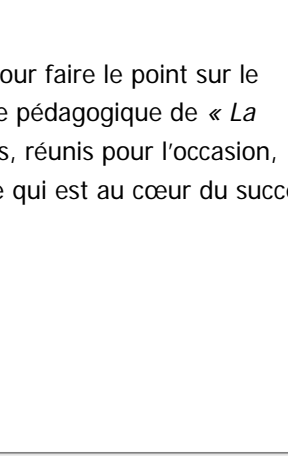 our faire le point sur le
e pédagogique de « La
s, réunis pour l'occasion,
e qui est au cœur du succ